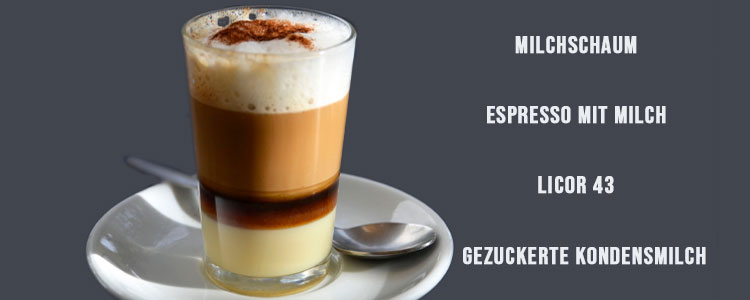 MILCHSCHAUM
ESPRESSO MIT MILCH
LICOR 43
GEZUCKERTE KONDENSMILCH